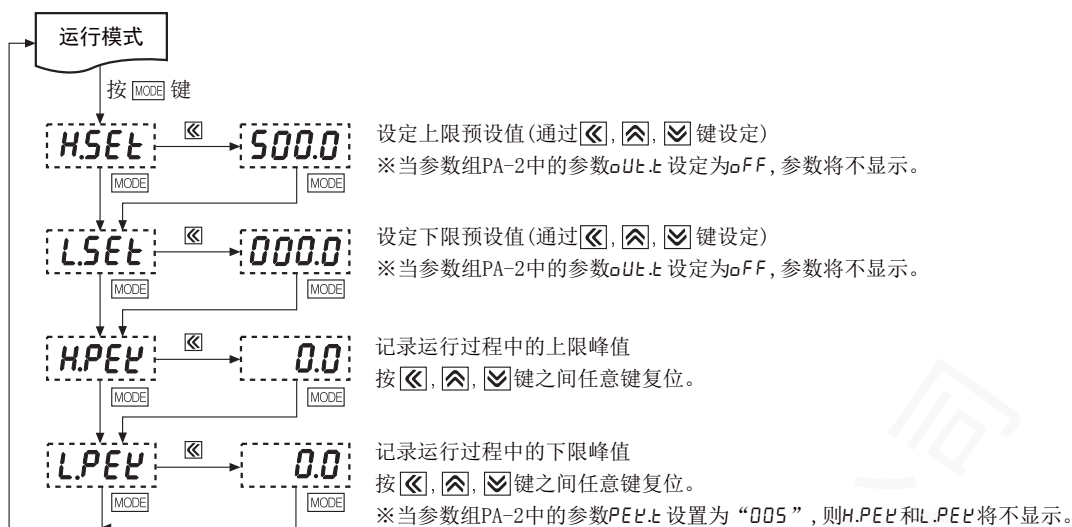 运行模式
按 MODE 键
H.SEt 500.0 设定上限预设值(通过 , , 键设定)
※当参数组PA-2中的参数oUt.t 设定为oFF,参数将不显示。
MODE MODE
L.SEt 000.0 设定下限预设值(通过 , , 键设定)
※当参数组PA-2中的参数oUt.t 设定为oFF,参数将不显示。
MODE MODE
H.PEK 0.0 记录运行过程中的上限峰值
按 , , 键之间任意键复位。
MODE MODE
L.PEK 0.0 记录运行过程中的下限峰值
按 , , 键之间任意键复位。
MODE MODE
※当参数组PA-2中的参数PEK.t 设置为“00S”,则H.PEK和L.PEK将不显示。